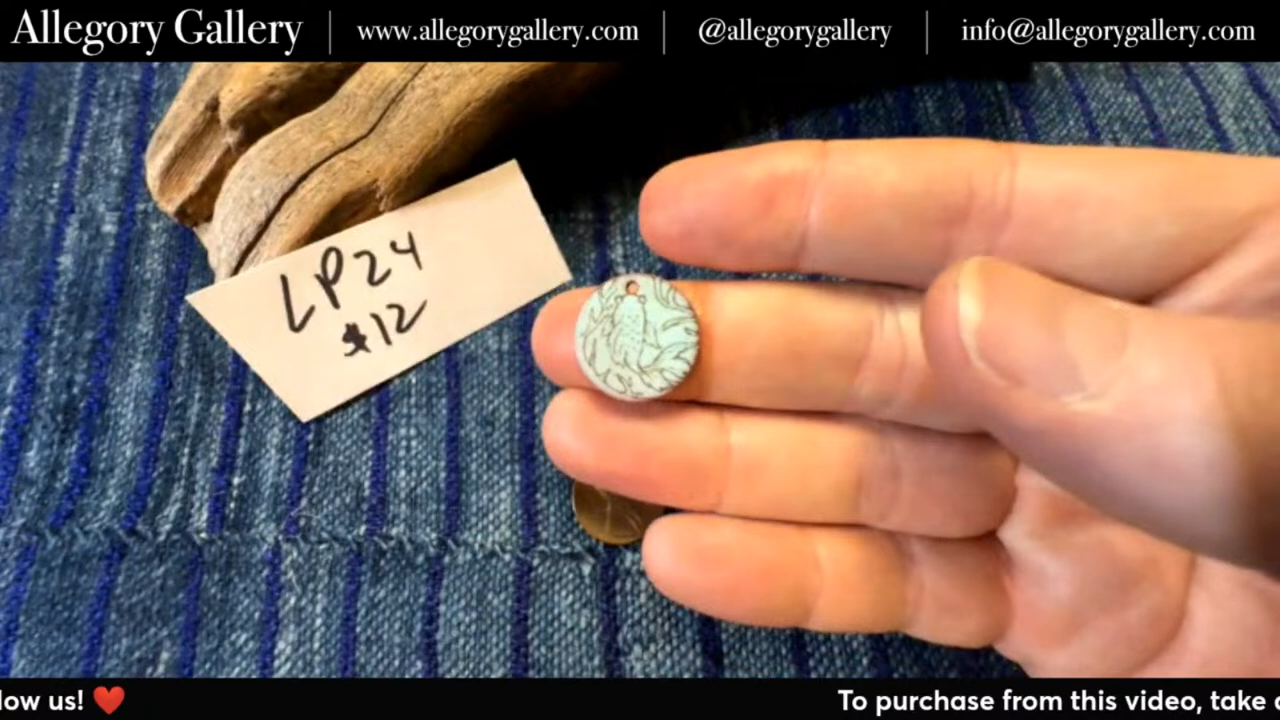 Allegory Gallery
www.allegorygallery.com
@allegorygallery
info@allegorygallery.com
LP24
$12
low us! ❤️
To purchase from this video, take